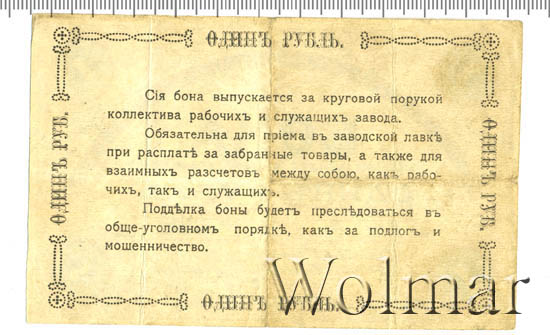 ОДИНЪ РУБЛЬ.
ОДИНЪ РУБ.
Сія бона выпускается за круговой порукой
коллектива рабочихъ и служащихъ завода.
Обязательна для пріема въ заводской лавкѣ
при расплатѣ за забранные товары, а также для
взаимныхъ разсчетовъ между собою, какъ рабо-
чихъ, такъ и служащихъ.
Поддѣлка боны будетъ преслѣдоваться въ
обще-уголовномъ порядкѣ, какъ за подлогъ и
мошенничество.
ОДИНЪ РУБ.
ОДИНЪ РУБЛЬ.
Wolmar